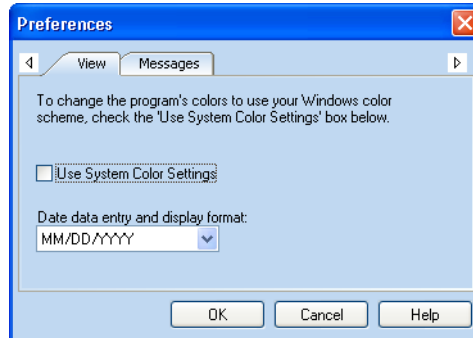 Preferences
View Messages
To change the program's colors to use your Windows color
scheme, check the 'Use System Color Settings' box below.
Use System Color Settings
Date data entry and display format:
MM/DD/YYYY
OK Cancel Help